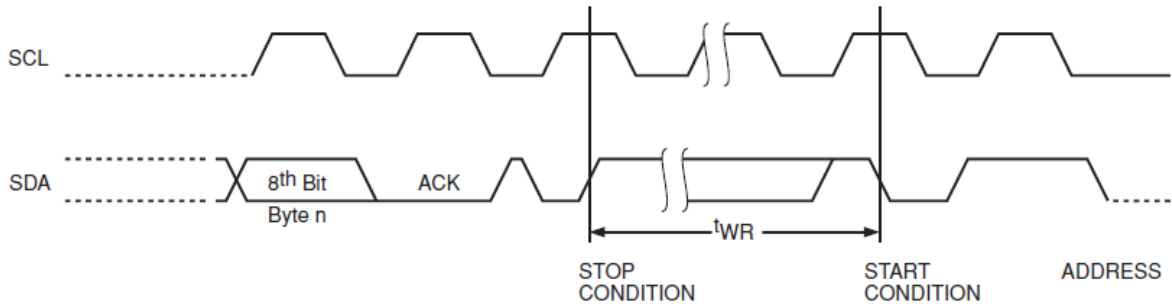 SCL
SDA
8th Bit
ACK
Byte n
tWR
STOP
CONDITION
START
CONDITION
ADDRESS